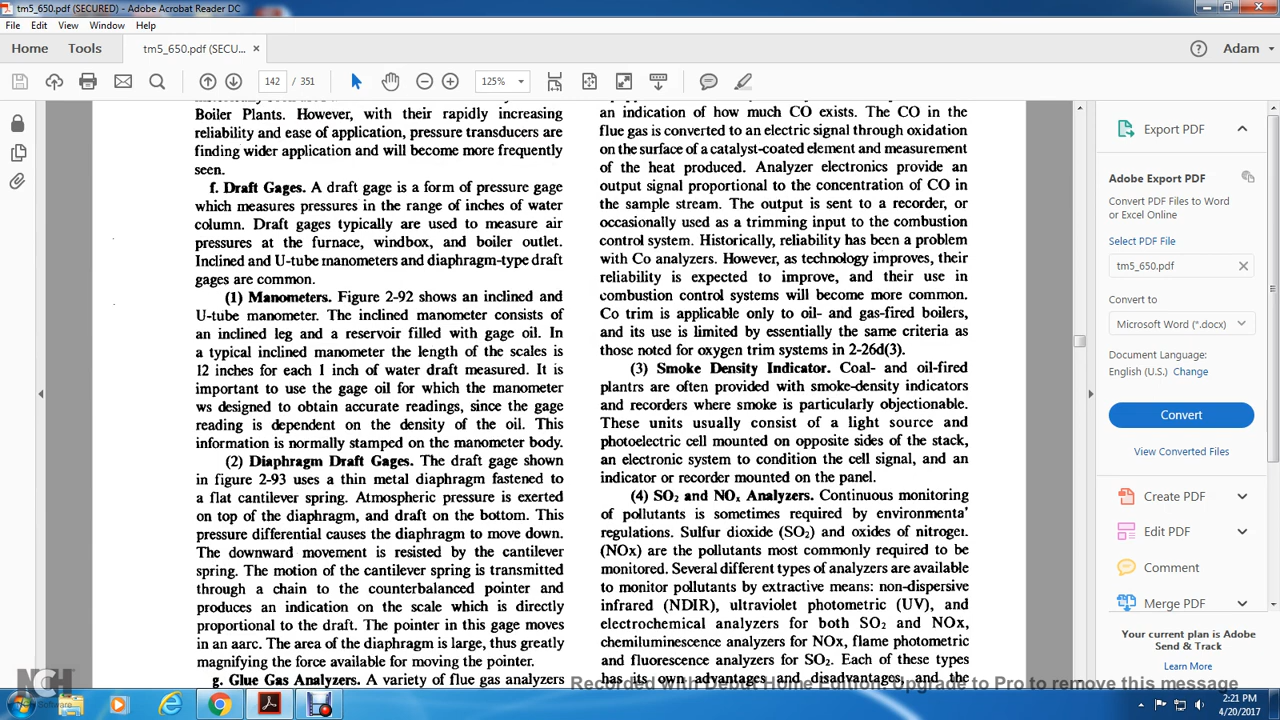 tm5_650.pdf (SECURED) - Adobe Acrobat Reader DC
File Edit View Window Help
Home Tools tm5_650.pdf (SECU... × Adam
142 / 351 125%
Boiler Plants. However, with their rapidly increasing
reliability and ease of application, pressure transducers are
finding wider application and will become more frequently
seen.
f. Draft Gages. A draft gage is a form of pressure gage
which measures pressures in the range of inches of water
column. Draft gages typically are used to measure air
pressures at the furnace, windbox, and boiler outlet.
Inclined and U-tube manometers and diaphragm-type draft
gages are common.
(1) Manometers. Figure 2-92 shows an inclined and
U-tube manometer. The inclined manometer consists of
an inclined leg and a reservoir filled with gage oil. In
a typical inclined manometer the length of the scales is
12 inches for each 1 inch of water draft measured. It is
important to use the gage oil for which the manometer
ws designed to obtain accurate readings, since the gage
reading is dependent on the density of the oil. This
information is normally stamped on the manometer body.
(2) Diaphragm Draft Gages. The draft gage shown
in figure 2-93 uses a thin metal diaphragm fastened to
a flat cantilever spring. Atmospheric pressure is exerted
on top of the diaphragm, and draft on the bottom. This
pressure differential causes the diaphragm to move down.
The downward movement is resisted by the cantilever
spring. The motion of the cantilever spring is transmitted
through a chain to the counterbalanced pointer and
produces an indication on the scale which is directly
proportional to the draft. The pointer in this gage moves
in an aarc. The area of the diaphragm is large, thus greatly
magnifying the force available for moving the pointer.
g. Glue Gas Analyzers. A variety of flue gas analyzers
an indication of how much CO exists. The CO in the
flue gas is converted to an electric signal through oxidation
on the surface of a catalyst-coated element and measurement
of the heat produced. Analyzer electronics provide an
output signal proportional to the concentration of CO in
the sample stream. The output is sent to a recorder, or
occasionally used as a trimming input to the combustion
control system. Historically, reliability has been a problem
with Co analyzers. However, as technology improves, their
reliability is expected to improve, and their use in
combustion control systems will become more common.
Co trim is applicable only to oil- and gas-fired boilers,
and its use is limited by essentially the same criteria as
those noted for oxygen trim systems in 2-26d(3).
(3) Smoke Density Indicator. Coal- and oil-fired
plantrs are often provided with smoke-density indicators
and recorders where smoke is particularly objectionable.
These units usually consist of a light source and
photoelectric cell mounted on opposite sides of the stack,
an electronic system to condition the cell signal, and an
indicator or recorder mounted on the panel.
(4) SO2 and NOx Analyzers. Continuous monitoring
of pollutants is sometimes required by environmenta'
regulations. Sulfur dioxide (SO2) and oxides of nitroger.
(NOx) are the pollutants most commonly required to be
monitored. Several different types of analyzers are available
to monitor pollutants by extractive means: non-dispersive
infrared (NDIR), ultraviolet photometric (UV), and
electrochemical analyzers for both SO2 and NOx,
chemiluminescence analyzers for NOx, flame photometric
and fluorescence analyzers for SO2. Each of these types
has its own advantages and disadvantages, and the
Export PDF
Adobe Export PDF
Convert PDF Files to Word
or Excel Online
Select PDF File
tm5_650.pdf ×
Convert to
Microsoft Word (*.docx)
Document Language:
English (U.S.) Change
Convert
View Converted Files
Create PDF
Edit PDF
Comment
Merge PDF
Your current plan is Adobe
Send & Track
Learn More
NCH
Software
Recorded with Debut Home Edition. Upgrade to Pro to remove this message
2:21 PM
4/20/2017